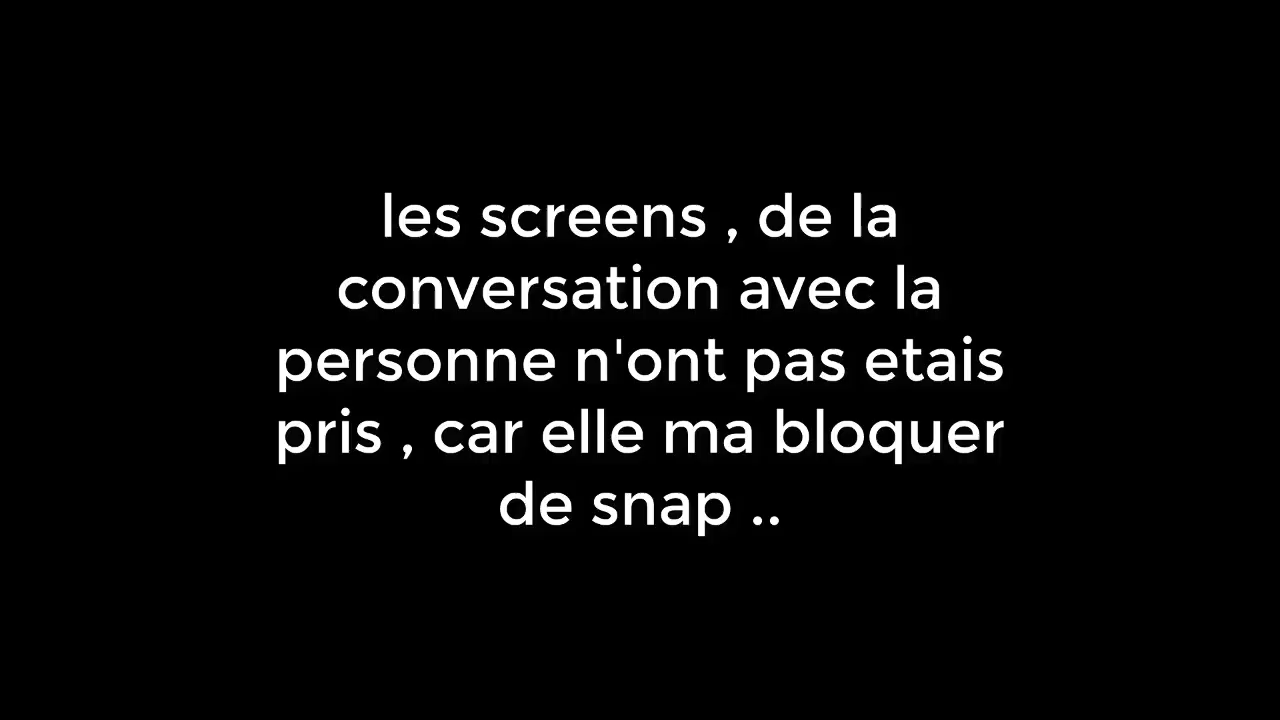 les screens , de la
conversation avec la
personne n'ont pas etais
pris , car elle ma bloquer
de snap ..